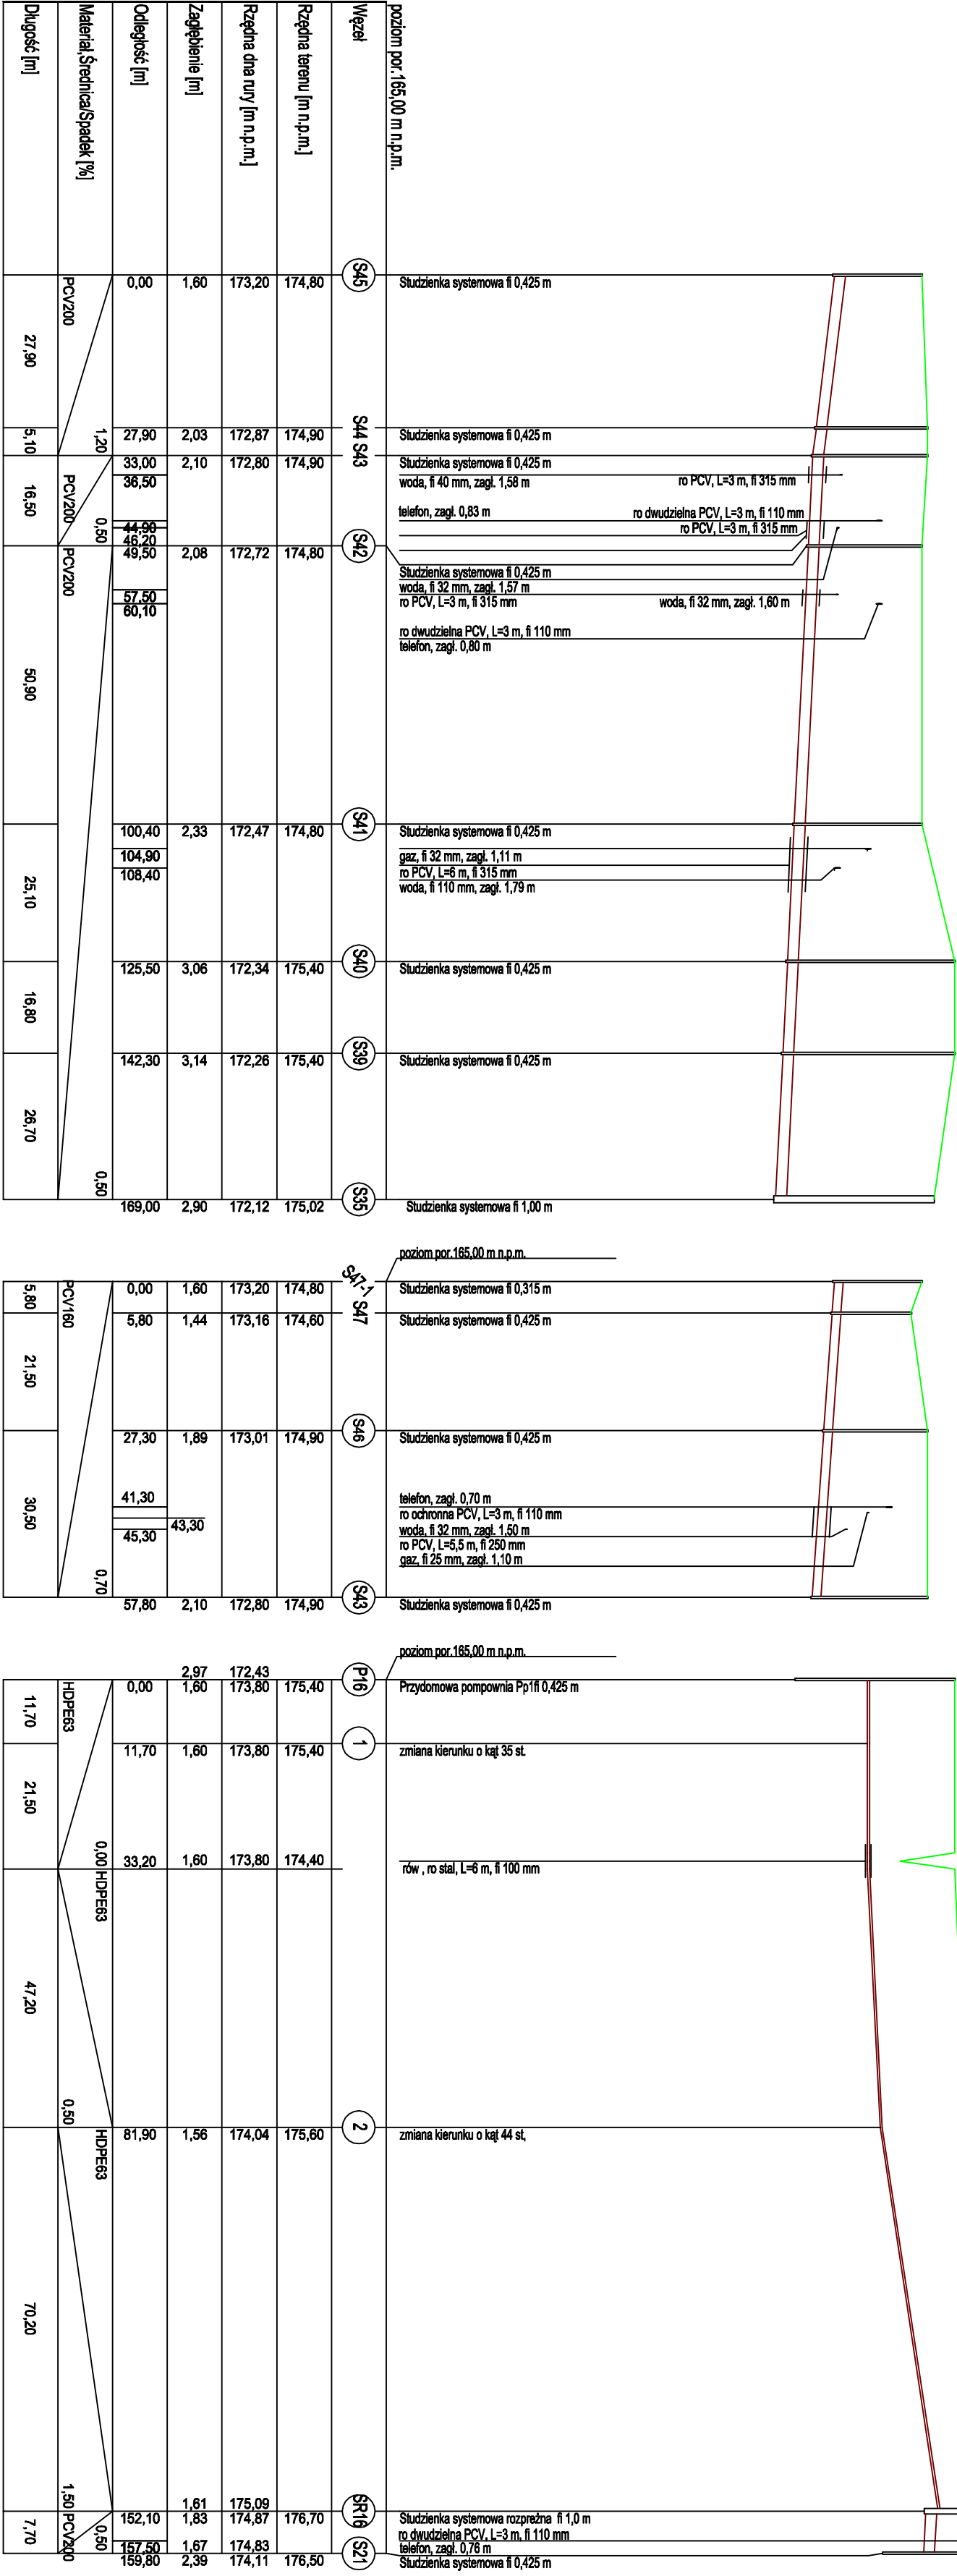 poziom por.165,00 m n.p.m.
Węzeł
Rzędna terenu [m n.p.m.]
Rzędna dna rury [m n.p.m.]
Zagłębienie [m]
Odległość [m]
Materiał,Średnica/Spadek [%]
Długość [m]
S45
174,80
173,20
1,60
0,00
Studzienka systemowa fi 0,425 m
PCV200
27,90
S44
174,90
172,87
2,03
27,90
1,20
Studzienka systemowa fi 0,425 m
5,10
S43
174,90
172,80
2,10
33,00
Studzienka systemowa fi 0,425 m
36,50
woda, fi 40 mm, zagł. 1,58 m
ro PCV, L=3 m, fi 315 mm
PCV200
16,50
0,50
44,90
telefon, zagł. 0,83 m
ro dwudzielna PCV, L=3 m, fi 110 mm
46,20
ro PCV, L=3 m, fi 315 mm
S42
174,80
172,72
2,08
49,50
Studzienka systemowa fi 0,425 m
woda, fi 32 mm, zagł. 1,57 m
PCV200
57,50
ro PCV, L=3 m, fi 315 mm
woda, fi 32 mm, zagł. 1,60 m
60,10
ro dwudzielna PCV, L=3 m, fi 110 mm
telefon, zagł. 0,80 m
50,90
S41
174,80
172,47
2,33
100,40
Studzienka systemowa fi 0,425 m
104,90
gaz, fi 32 mm, zagł. 1,11 m
108,40
ro PCV, L=6 m, fi 315 mm
woda, fi 110 mm, zagł. 1,79 m
25,10
S40
175,40
172,34
3,06
125,50
Studzienka systemowa fi 0,425 m
16,80
S39
175,40
172,26
3,14
142,30
Studzienka systemowa fi 0,425 m
26,70
0,50
S35
175,02
172,12
2,90
169,00
Studzienka systemowa fi 1,00 m
poziom por.165,00 m n.p.m.
S47-1
174,80
173,20
1,60
0,00
Studzienka systemowa fi 0,315 m
PCV160
5,80
S47
174,60
173,16
1,44
5,80
Studzienka systemowa fi 0,425 m
21,50
S46
174,90
173,01
1,89
27,30
Studzienka systemowa fi 0,425 m
41,30
telefon, zagł. 0,70 m
ro ochronna PCV, L=3 m, fi 110 mm
43,30
45,30
woda, fi 32 mm, zagł. 1,50 m
ro PCV, L=5,5 m, fi 250 mm
gaz, fi 25 mm, zagł. 1,10 m
30,50
0,70
S43
174,90
172,80
2,10
57,80
Studzienka systemowa fi 0,425 m
poziom por.165,00 m n.p.m.
P16
172,43
2,97
175,40
173,80
1,60
0,00
Przydomowa pompownia Pp1fi 0,425 m
HDPE63
11,70
1
175,40
173,80
1,60
11,70
zmiana kierunku o kąt 35 st.
21,50
0,00
174,40
173,80
1,60
33,20
rów , ro stal, L=6 m, fi 100 mm
HDPE63
47,20
0,50
2
175,60
174,04
1,56
81,90
zmiana kierunku o kąt 44 st,
HDPE63
70,20
1,50
SR16
175,09
1,61
176,70
174,87
1,83
152,10
Studzienka systemowa rozprężna fi 1,0 m
ro dwudzielna PCV, L=3 m, fi 110 mm
PCV200
7,70
0,50
174,83
1,67
157,50
telefon, zagł. 0,76 m
S21
176,50
174,11
2,39
159,80
Studzienka systemowa fi 0,425 m